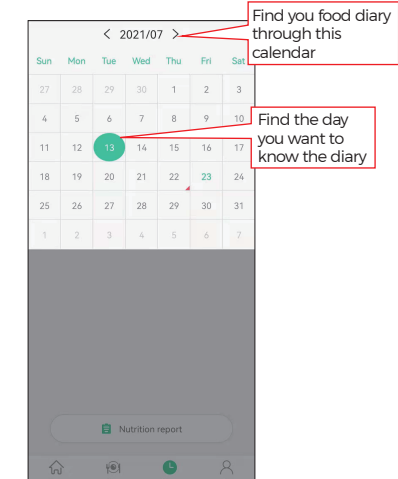 Find you food diary
through this
calendar
< 2021/07 >
Sun Mon Tue Wed Thu Fri Sat
27 28 29 30 1 2 3
4 5 6 7 8 9 10
Find the day
you want to
know the diary
11 12 13 14 15 16 17
18 19 20 21 22 23 24
25 26 27 28 29 30 31
1 2 3 4 5 6 7
Nutrition report